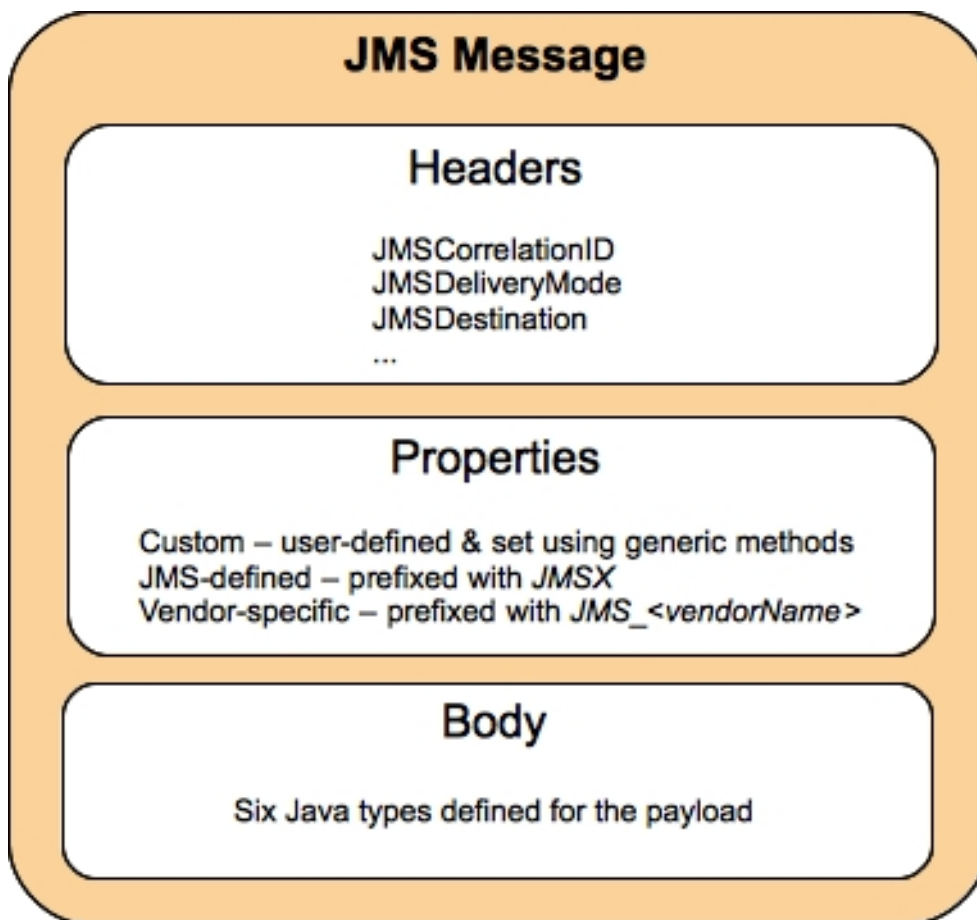 JMS Message
Headers
JMSCorrelationID
JMSDeliveryMode
JMSDestination
...
Properties
Custom – user-defined & set using generic methods
JMS-defined – prefixed with JMSX
Vendor-specific – prefixed with JMS_<vendorName>
Body
Six Java types defined for the payload